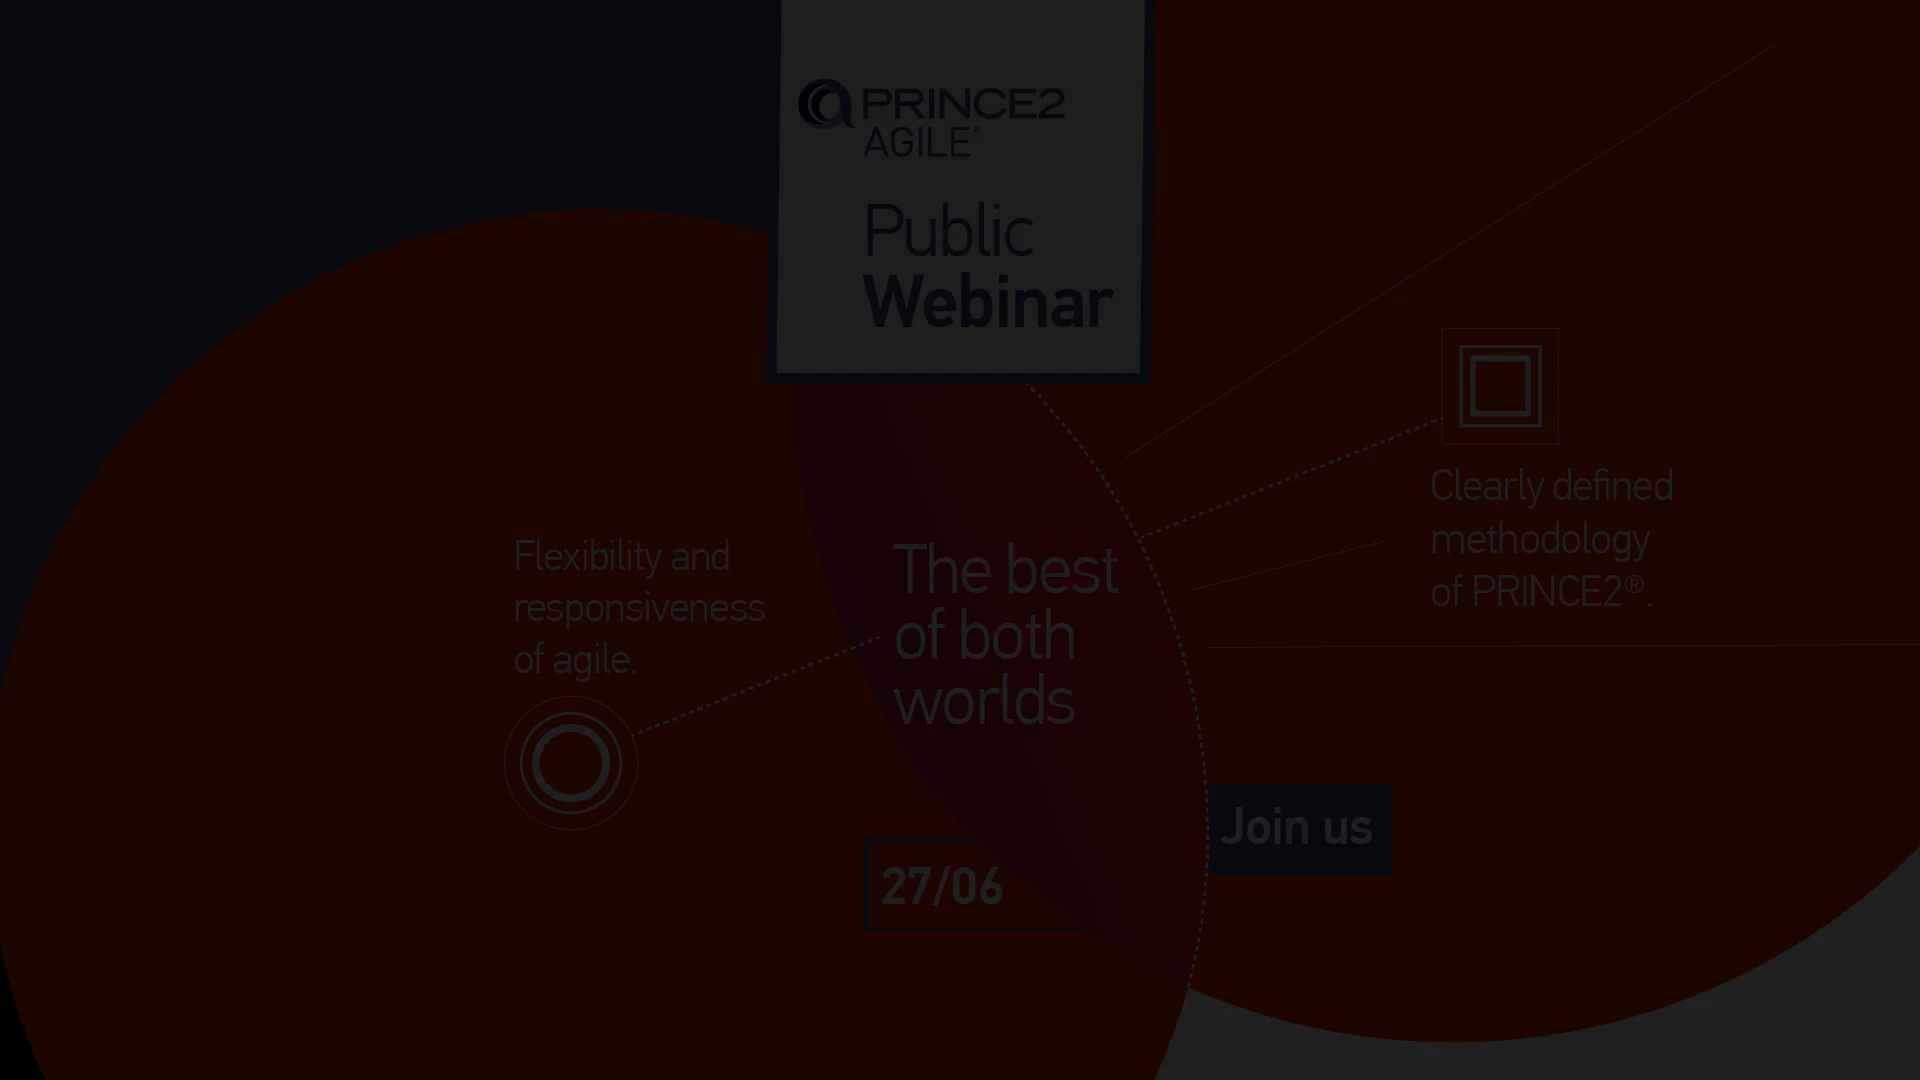 PRINCE2
AGILE®
Public
Webinar
Clearly defined
methodology
of PRINCE2®.
Flexibility and
responsiveness
of agile.
The best
of both
worlds
Join us
27/06